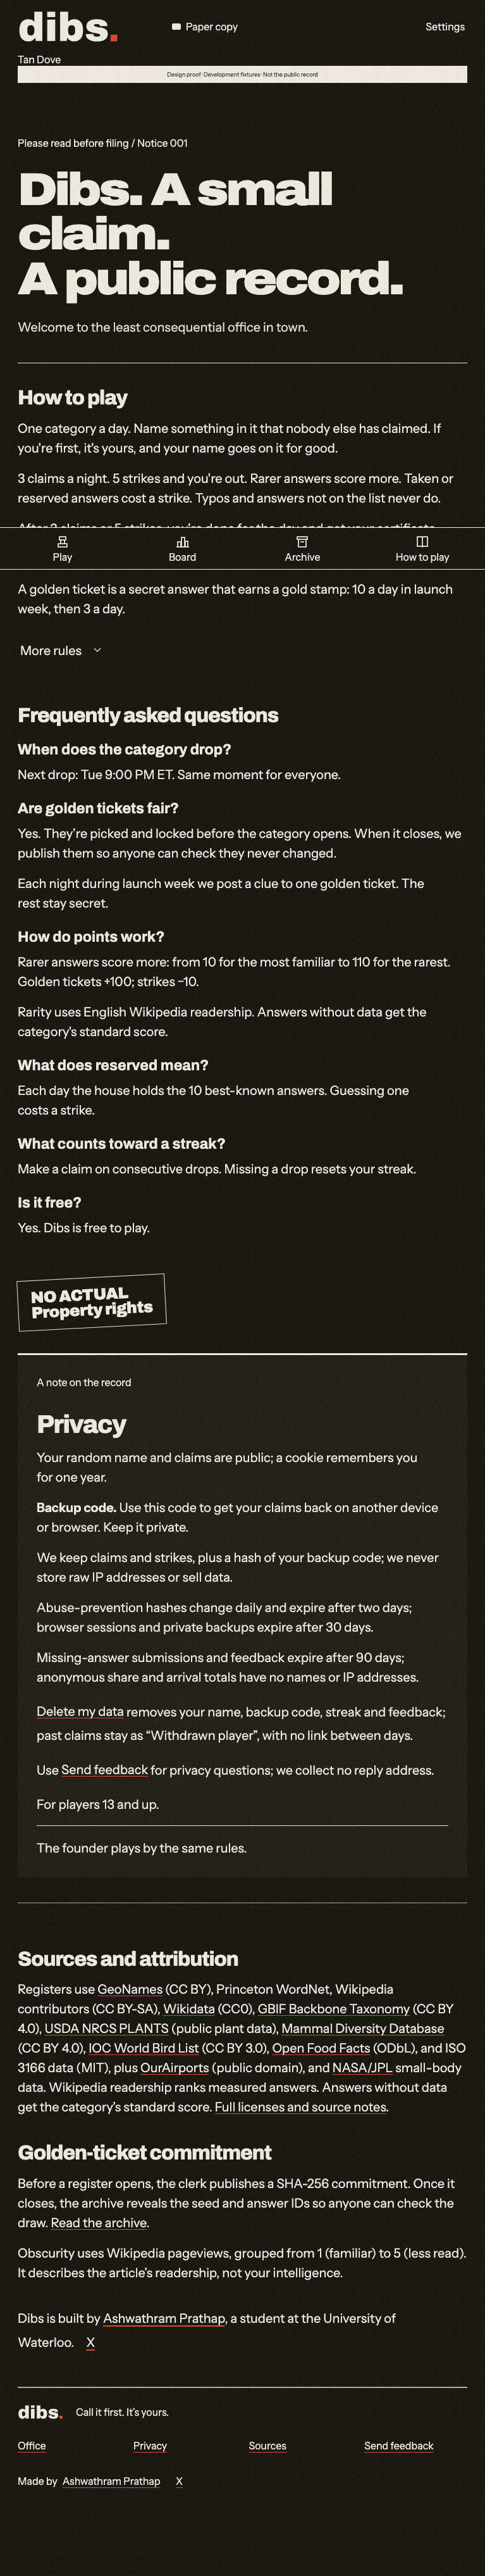 dibs.
Paper copy
Settings
Tan Dove
Design proof · Development fixtures · Not the public record
Please read before filing / Notice 001
Dibs. A small
claim.
A public record.
Welcome to the least consequential office in town.
How to play
One category a day. Name something in it that nobody else has claimed. If
you're first, it's yours, and your name goes on it for good.
3 claims a night. 5 strikes and you're out. Rarer answers score more. Taken or
reserved answers cost a strike. Typos and answers not on the list never do.
After 3 claims or 5 strikes, you're done for the day and get your certificate.
Play
Board
Archive
How to play
A golden ticket is a secret answer that earns a gold stamp: 10 a day in launch
week, then 3 a day.
More rules
Frequently asked questions
When does the category drop?
Next drop: Tue 9:00 PM ET. Same moment for everyone.
Are golden tickets fair?
Yes. They're picked and locked before the category opens. When it closes, we
publish them so anyone can check they never changed.
Each night during launch week we post a clue to one golden ticket. The
rest stay secret.
How do points work?
Rarer answers score more: from 10 for the most familiar to 110 for the rarest.
Golden tickets +100; strikes −10.
Rarity uses English Wikipedia readership. Answers without data get the
category's standard score.
What does reserved mean?
Each day the house holds the 10 best-known answers. Guessing one
costs a strike.
What counts toward a streak?
Make a claim on consecutive drops. Missing a drop resets your streak.
Is it free?
Yes. Dibs is free to play.
NO ACTUAL
Property rights
A note on the record
Privacy
Your random name and claims are public; a cookie remembers you
for one year.
Backup code. Use this code to get your claims back on another device
or browser. Keep it private.
We keep claims and strikes, plus a hash of your backup code; we never
store raw IP addresses or sell data.
Abuse-prevention hashes change daily and expire after two days;
browser sessions and private backups expire after 30 days.
Missing-answer submissions and feedback expire after 90 days;
anonymous share and arrival totals have no names or IP addresses.
Delete my data removes your name, backup code, streak and feedback;
past claims stay as “Withdrawn player”, with no link between days.
Use Send feedback for privacy questions; we collect no reply address.
For players 13 and up.
The founder plays by the same rules.
Sources and attribution
Registers use GeoNames (CC BY), Princeton WordNet, Wikipedia
contributors (CC BY-SA), Wikidata (CC0), GBIF Backbone Taxonomy (CC BY
4.0), USDA NRCS PLANTS (public plant data), Mammal Diversity Database
(CC BY 4.0), IOC World Bird List (CC BY 3.0), Open Food Facts (ODbL), and ISO
3166 data (MIT), plus OurAirports (public domain), and NASA/JPL small-body
data. Wikipedia readership ranks measured answers. Answers without data
get the category's standard score. Full licenses and source notes.
Golden-ticket commitment
Before a register opens, the clerk publishes a SHA-256 commitment. Once it
closes, the archive reveals the seed and answer IDs so anyone can check the
draw. Read the archive.
Obscurity uses Wikipedia pageviews, grouped from 1 (familiar) to 5 (less read).
It describes the article's readership, not your intelligence.
Dibs is built by Ashwathram Prathap, a student at the University of
Waterloo. X
dibs. Call it first. It's yours.
Office
Privacy
Sources
Send feedback
Made by Ashwathram Prathap X